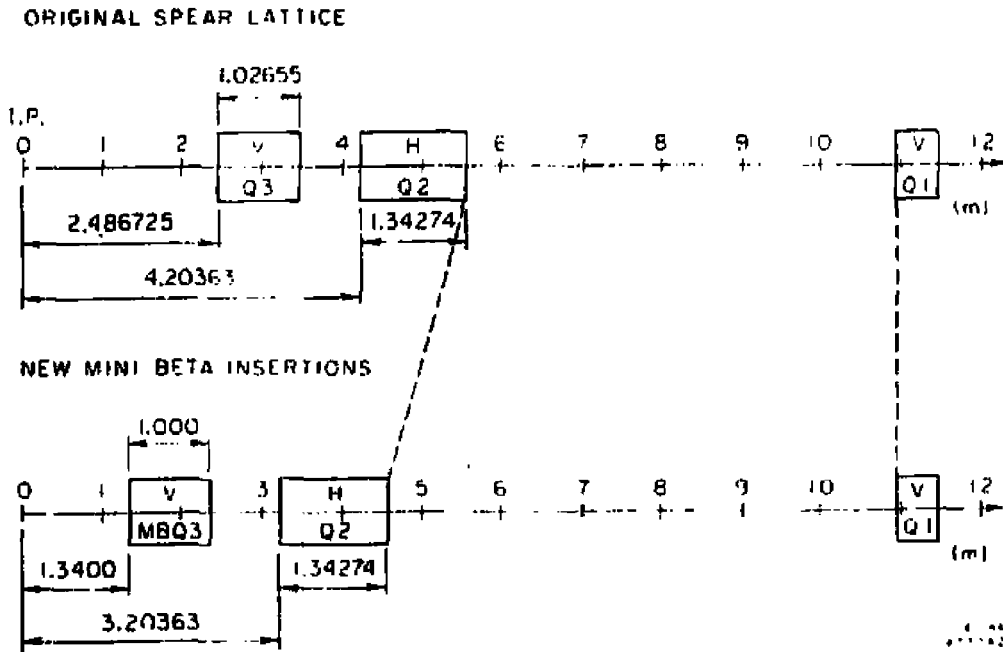 ORIGINAL SPEAR LATTICE
1.02655
I.P.
0 1 2 V 4 H 6 7 8 9 10 V 12
Q3 Q2 Q1
(m)
2.486725 1.34274
4.20363
NEW MINI BETA INSERTIONS
1.000
0 1 V 3 H 5 6 7 8 9 10 V 12
MBQ3 Q2 Q1
(m)
1.3400 1.34274
3.20363